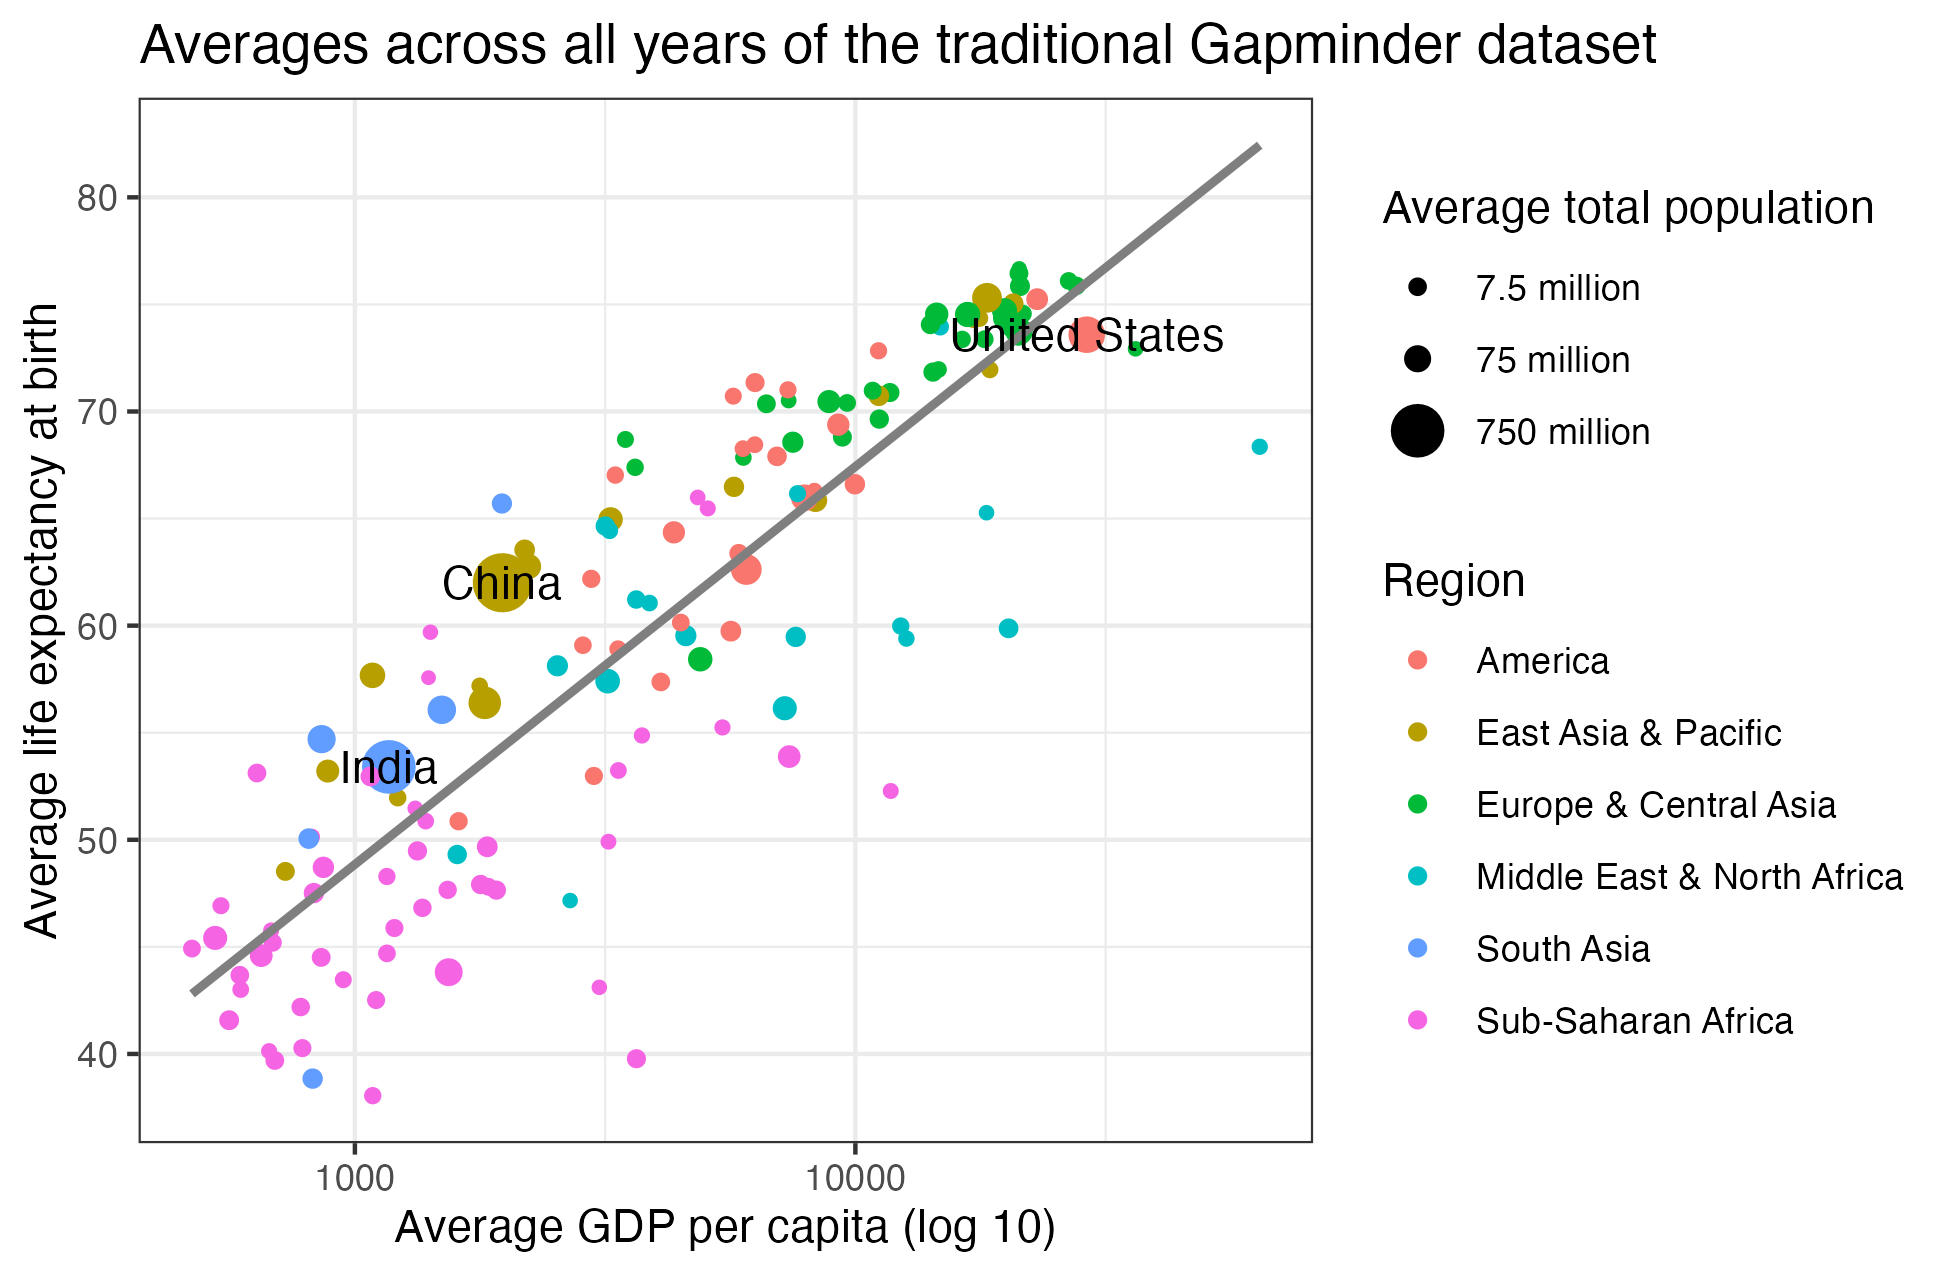 Averages across all years of the traditional Gapminder dataset
Average life expectancy at birth
80
70
60
50
40
United States
China
India
1000
10000
Average GDP per capita (log 10)
Average total population
7.5 million
75 million
750 million
Region
America
East Asia & Pacific
Europe & Central Asia
Middle East & North Africa
South Asia
Sub-Saharan Africa